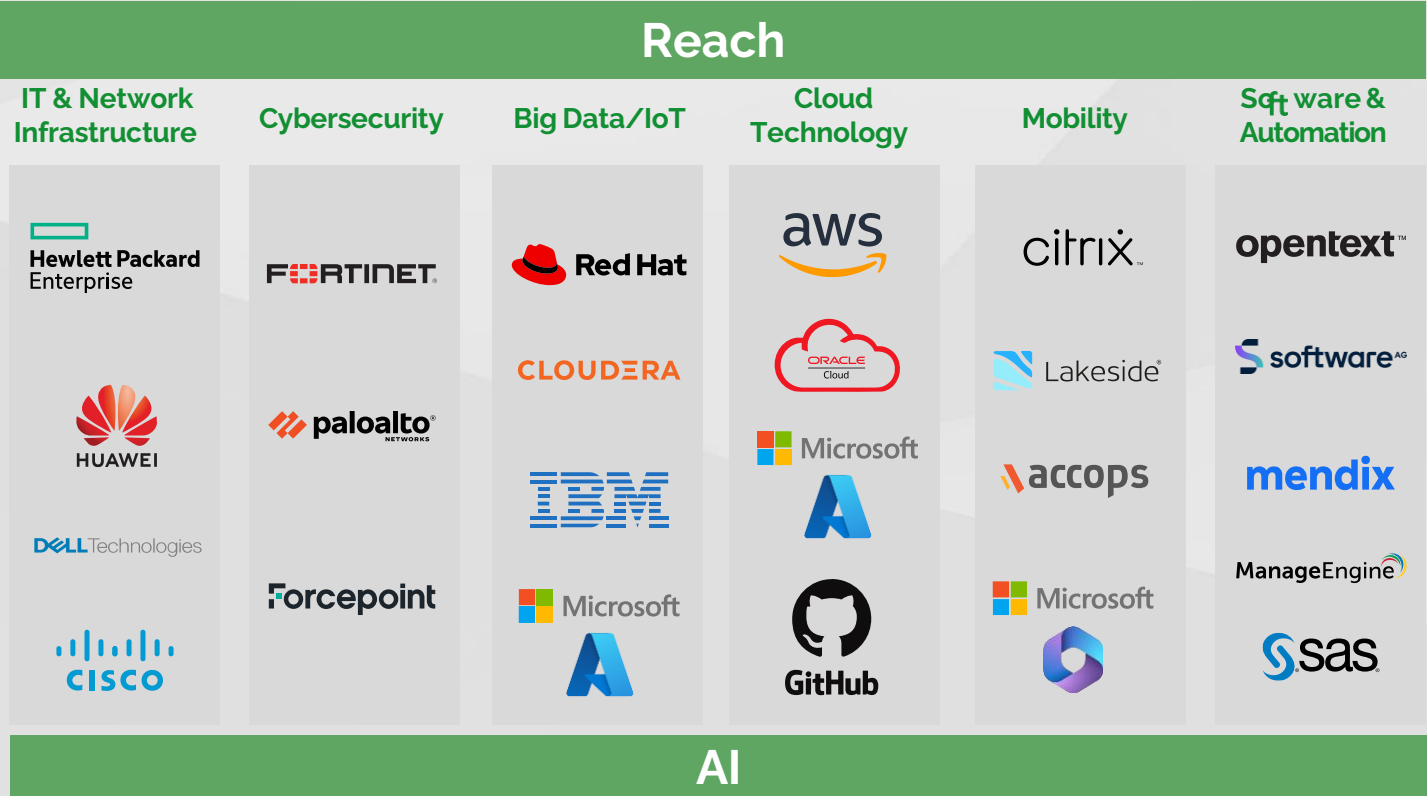 Reach
IT & Network
Infrastructure
Cybersecurity
Big Data/IoT
Cloud
Technology
Mobility
Software &
Automation
Hewlett Packard
Enterprise
HUAWEI
DELLTechnologies
CISCO
FORTINET®
paloalto®
NETWORKS
Forcepoint
Red Hat
CLOUDERA
IBM
Microsoft
aws
ORACLE
Cloud
Microsoft
GitHub
citrix™
Lakeside®
accops
Microsoft
opentext™
software AG
mendix
ManageEngine
sas
AI